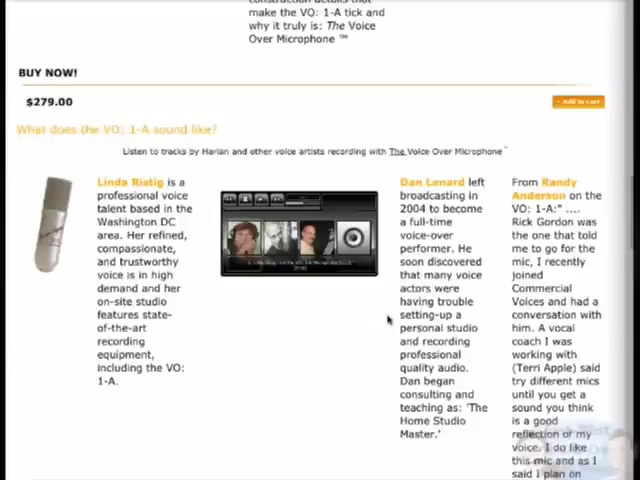 construction details that
make the VO: 1-A tick and
why it truly is: The Voice
Over Microphone ™
BUY NOW!
$279.00
Add to cart
What does the VO: 1-A sound like?
Listen to tracks by Harlan and other voice artists recording with The Voice Over Microphone™
Linda Ristig is a
professional voice
talent based in the
Washington DC
area. Her refined,
compassionate,
and trustworthy
voice is in high
demand and her
on-site studio
features state-
of-the-art
recording
equipment,
including the VO:
1-A.
Dan Lenard left
broadcasting in
2004 to become
a full-time
voice-over
performer. He
soon discovered
that many voice
actors were
having trouble
setting-up a
personal studio
and recording
professional
quality audio.
Dan began
consulting and
teaching as: 'The
Home Studio
Master.'
From Randy
Anderson on the
VO: 1-A:" ....
Rick Gordon was
the one that told
me to go for the
mic, I recently
joined
Commercial
Voices and had a
conversation with
him. A vocal
coach I was
working with
(Terri Apple) said
try different mics
until you get a
sound you think
is a good
reflection of my
voice. I do like
this mic and as I
said I plan on